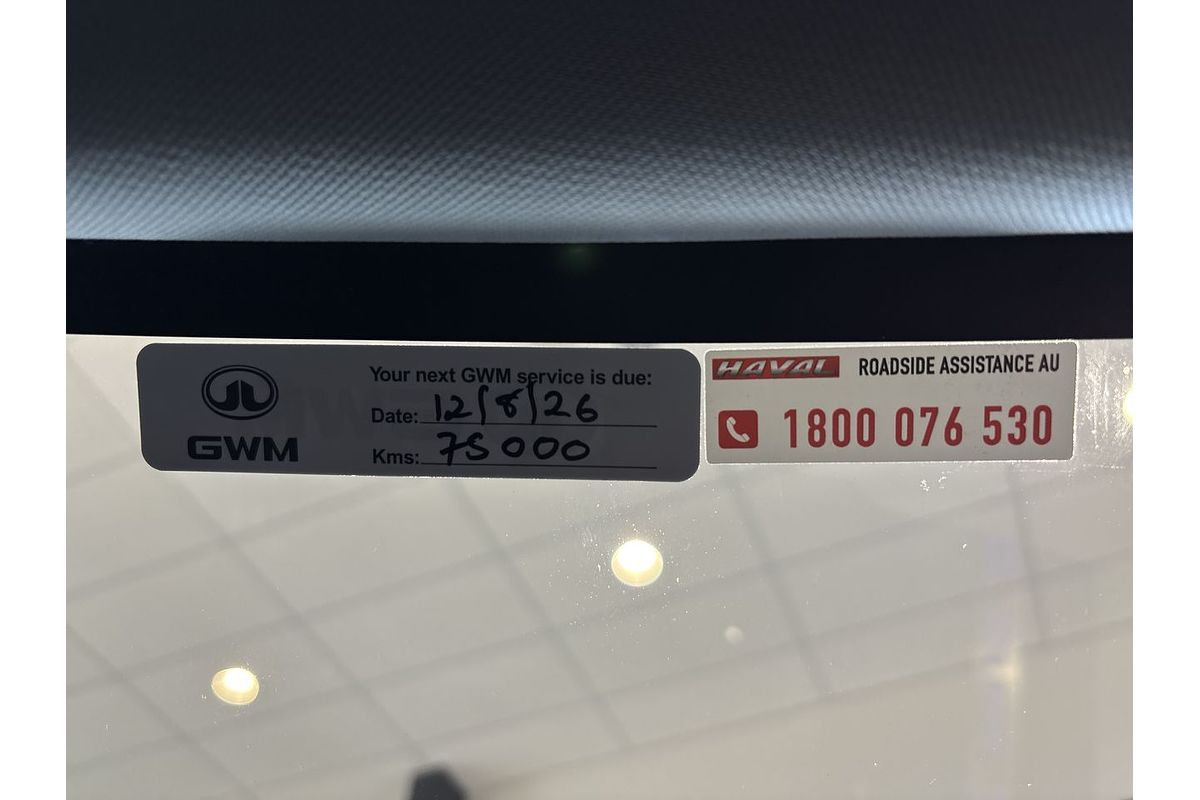 GWM
Your next GWM service is due:
Date: 12/8/26
Kms: 75000
HAVAL ROADSIDE ASSISTANCE AU
1800 076 530